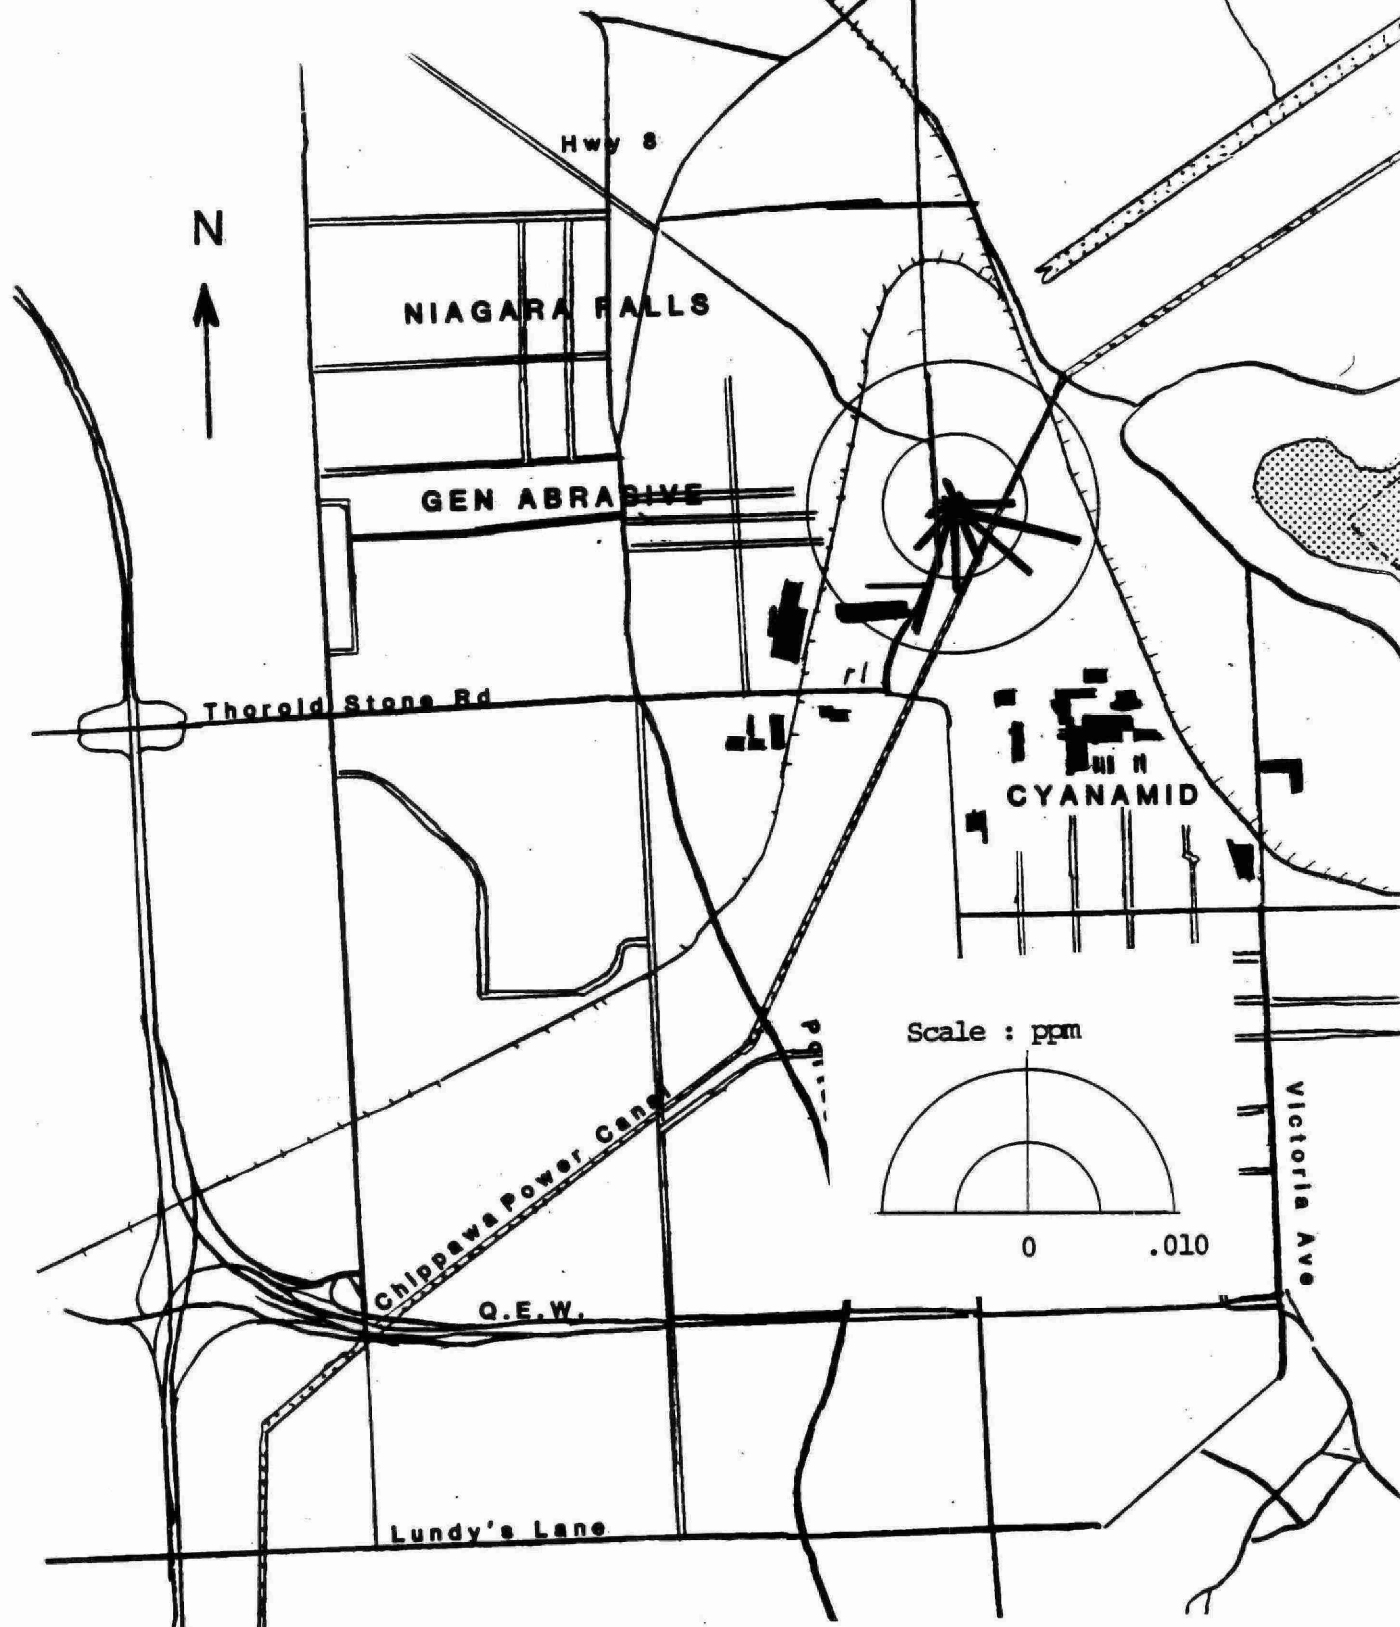 Hwy 8
N
NIAGARA FALLS
GEN ABRASIVE
rl
Thorold Stone Rd
CYANAMID
Scale : ppm
0 .010
Victoria Ave
Chippawa Power Canal
Q.E.W.
Lundy's Lane